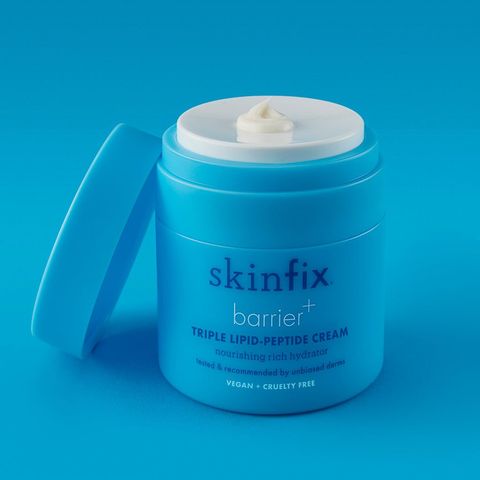 skinfix.
barrier+
TRIPLE LIPID-PEPTIDE CREAM
nourishing rich hydrator
tested & recommended by unbiased derms
VEGAN + CRUELTY FREE